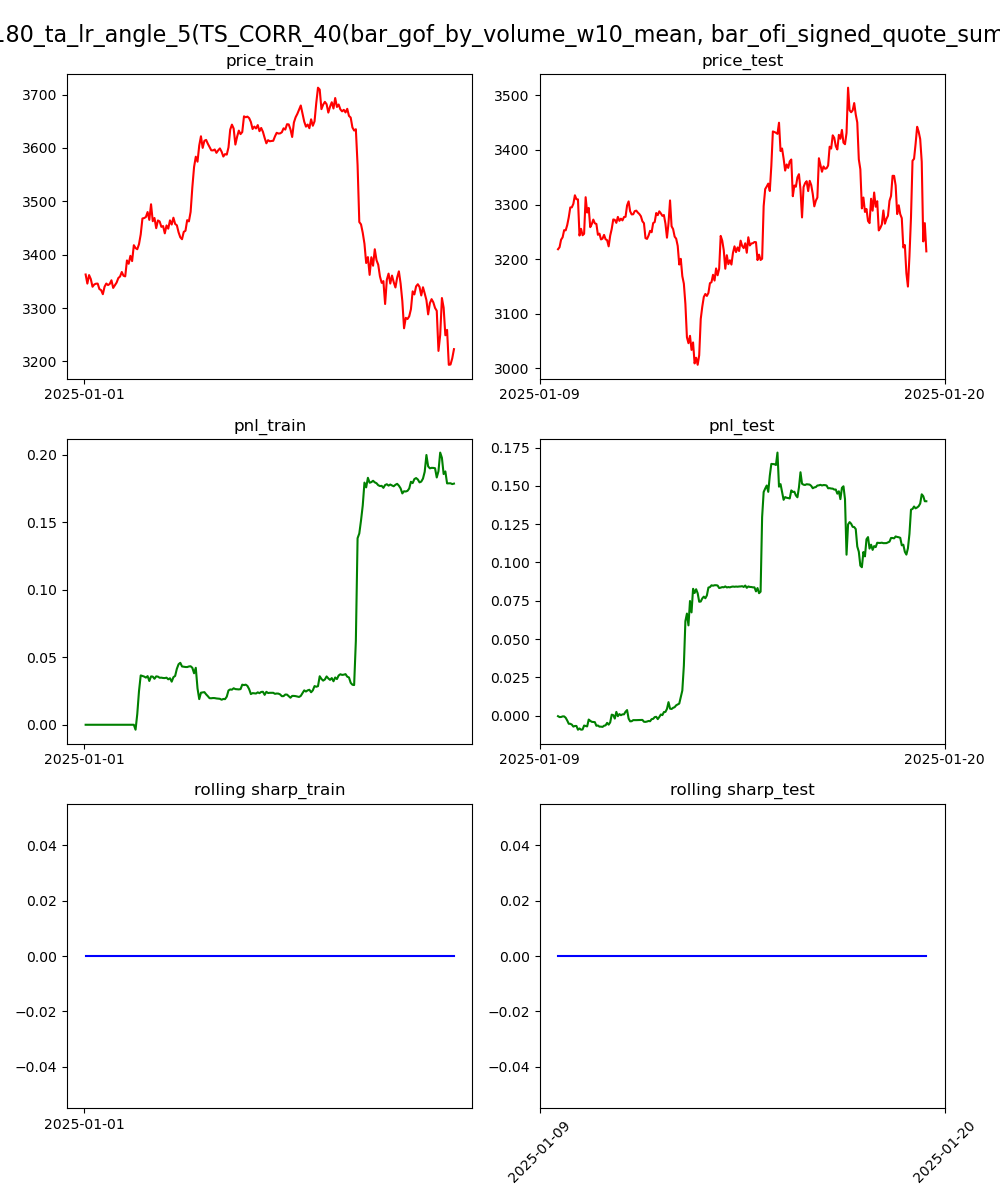 180_ta_lr_angle_5(TS_CORR_40(bar_gof_by_volume_w10_mean, bar_ofi_signed_quote_sum
price_train price_test
3700 3500
3600 3400
3500 3300
3400 3200
3300 3100
3200 3000
2025-01-01 2025-01-09 2025-01-20
pnl_train pnl_test
0.20 0.175
0.150
0.15 0.125
0.100
0.10 0.075
0.050
0.05 0.025
0.00 0.000
2025-01-01 2025-01-09 2025-01-20
rolling sharp_train rolling sharp_test
0.04 0.04
0.02 0.02
0.00 0.00
−0.02 −0.02
−0.04 −0.04
2025-01-01 2025-01-09 2025-01-20